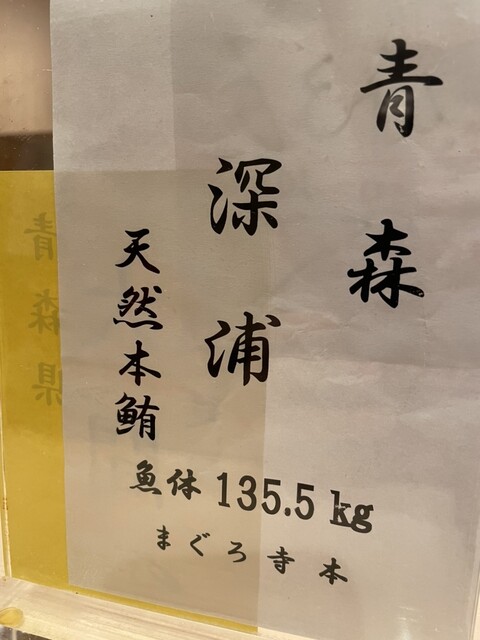 青森
深浦
天然本鮪
魚体 135.5 kg
まぐろ寺本
青森県